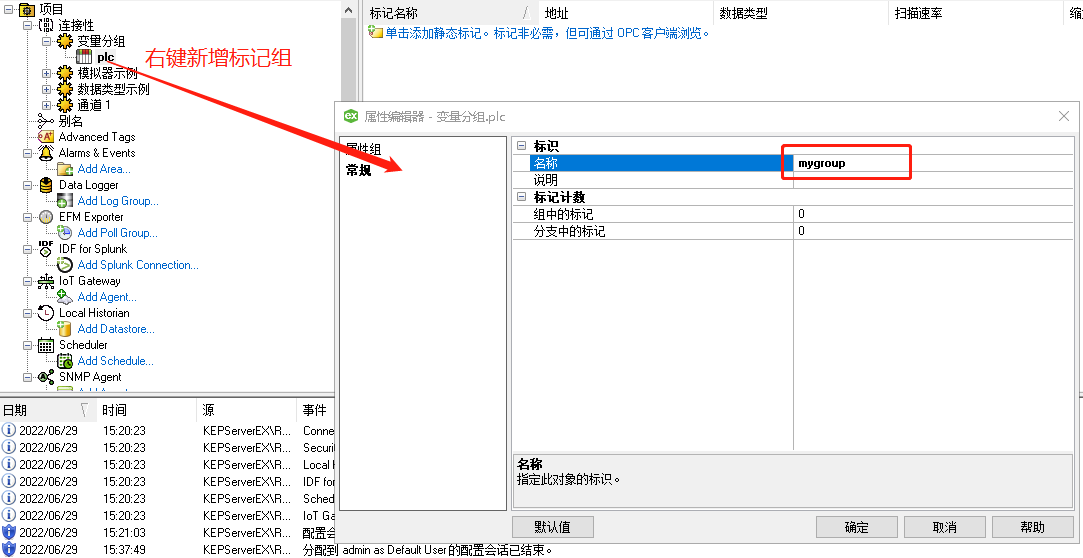 项目
连接性
变量分组
plc
模拟器示例
数据类型示例
通道 1
别名
Advanced Tags
Alarms & Events
Add Area...
Data Logger
Add Log Group...
EFM Exporter
Add Poll Group...
IDF for Splunk
Add Splunk Connection...
IoT Gateway
Add Agent...
Local Historian
Add Datastore...
Scheduler
Add Schedule...
SNMP Agent
右键新增标记组
标记名称 地址 数据类型 扫描速率 缩
单击添加静态标记。标记非必需，但可通过 OPC 客户端浏览。
属性编辑器 - 变量分组.plc
属性组
常规
标识
名称 mygroup
说明
标记计数
组中的标记 0
分支中的标记 0
名称
指定此对象的标识。
默认值 确定 取消 帮助
日期 时间 源 事件
2022/06/29 15:20:23 KEPServerEX\R... Conne
2022/06/29 15:20:23 KEPServerEX\R... Securi
2022/06/29 15:20:23 KEPServerEX\R... Local
2022/06/29 15:20:23 KEPServerEX\R... IDF for
2022/06/29 15:20:23 KEPServerEX\R... Sched
2022/06/29 15:20:23 KEPServerEX\R... IoT Ga
2022/06/29 15:21:03 KEPServerEX\R... 配置会
2022/06/29 15:37:49 KEPServerEX\R... 分配到 admin as Default User 的配置会话已结束。